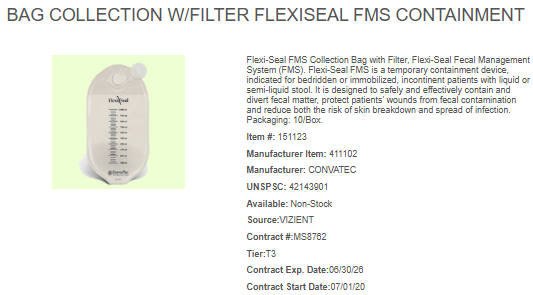 BAG COLLECTION W/FILTER FLEXISEAL FMS CONTAINMENT
Flexi-Seal FMS Collection Bag with Filter, Flexi-Seal Fecal Management
System (FMS). Flexi-Seal FMS is a temporary containment device,
indicated for bedridden or immobilized, incontinent patients with liquid or
semi-liquid stool. It is designed to safely and effectively contain and
divert fecal matter, protect patients' wounds from fecal contamination
and reduce both the risk of skin breakdown and spread of infection.
Packaging: 10/Box.
Item #: 151123
Manufacturer Item: 411102
Manufacturer: CONVATEC
UNSPSC: 42143901
Available: Non-Stock
Source:VIZIENT
Contract #:MS8762
Tier:T3
Contract Exp. Date:06/30/26
Contract Start Date:07/01/20
Flexi-Seal
ConvaTec